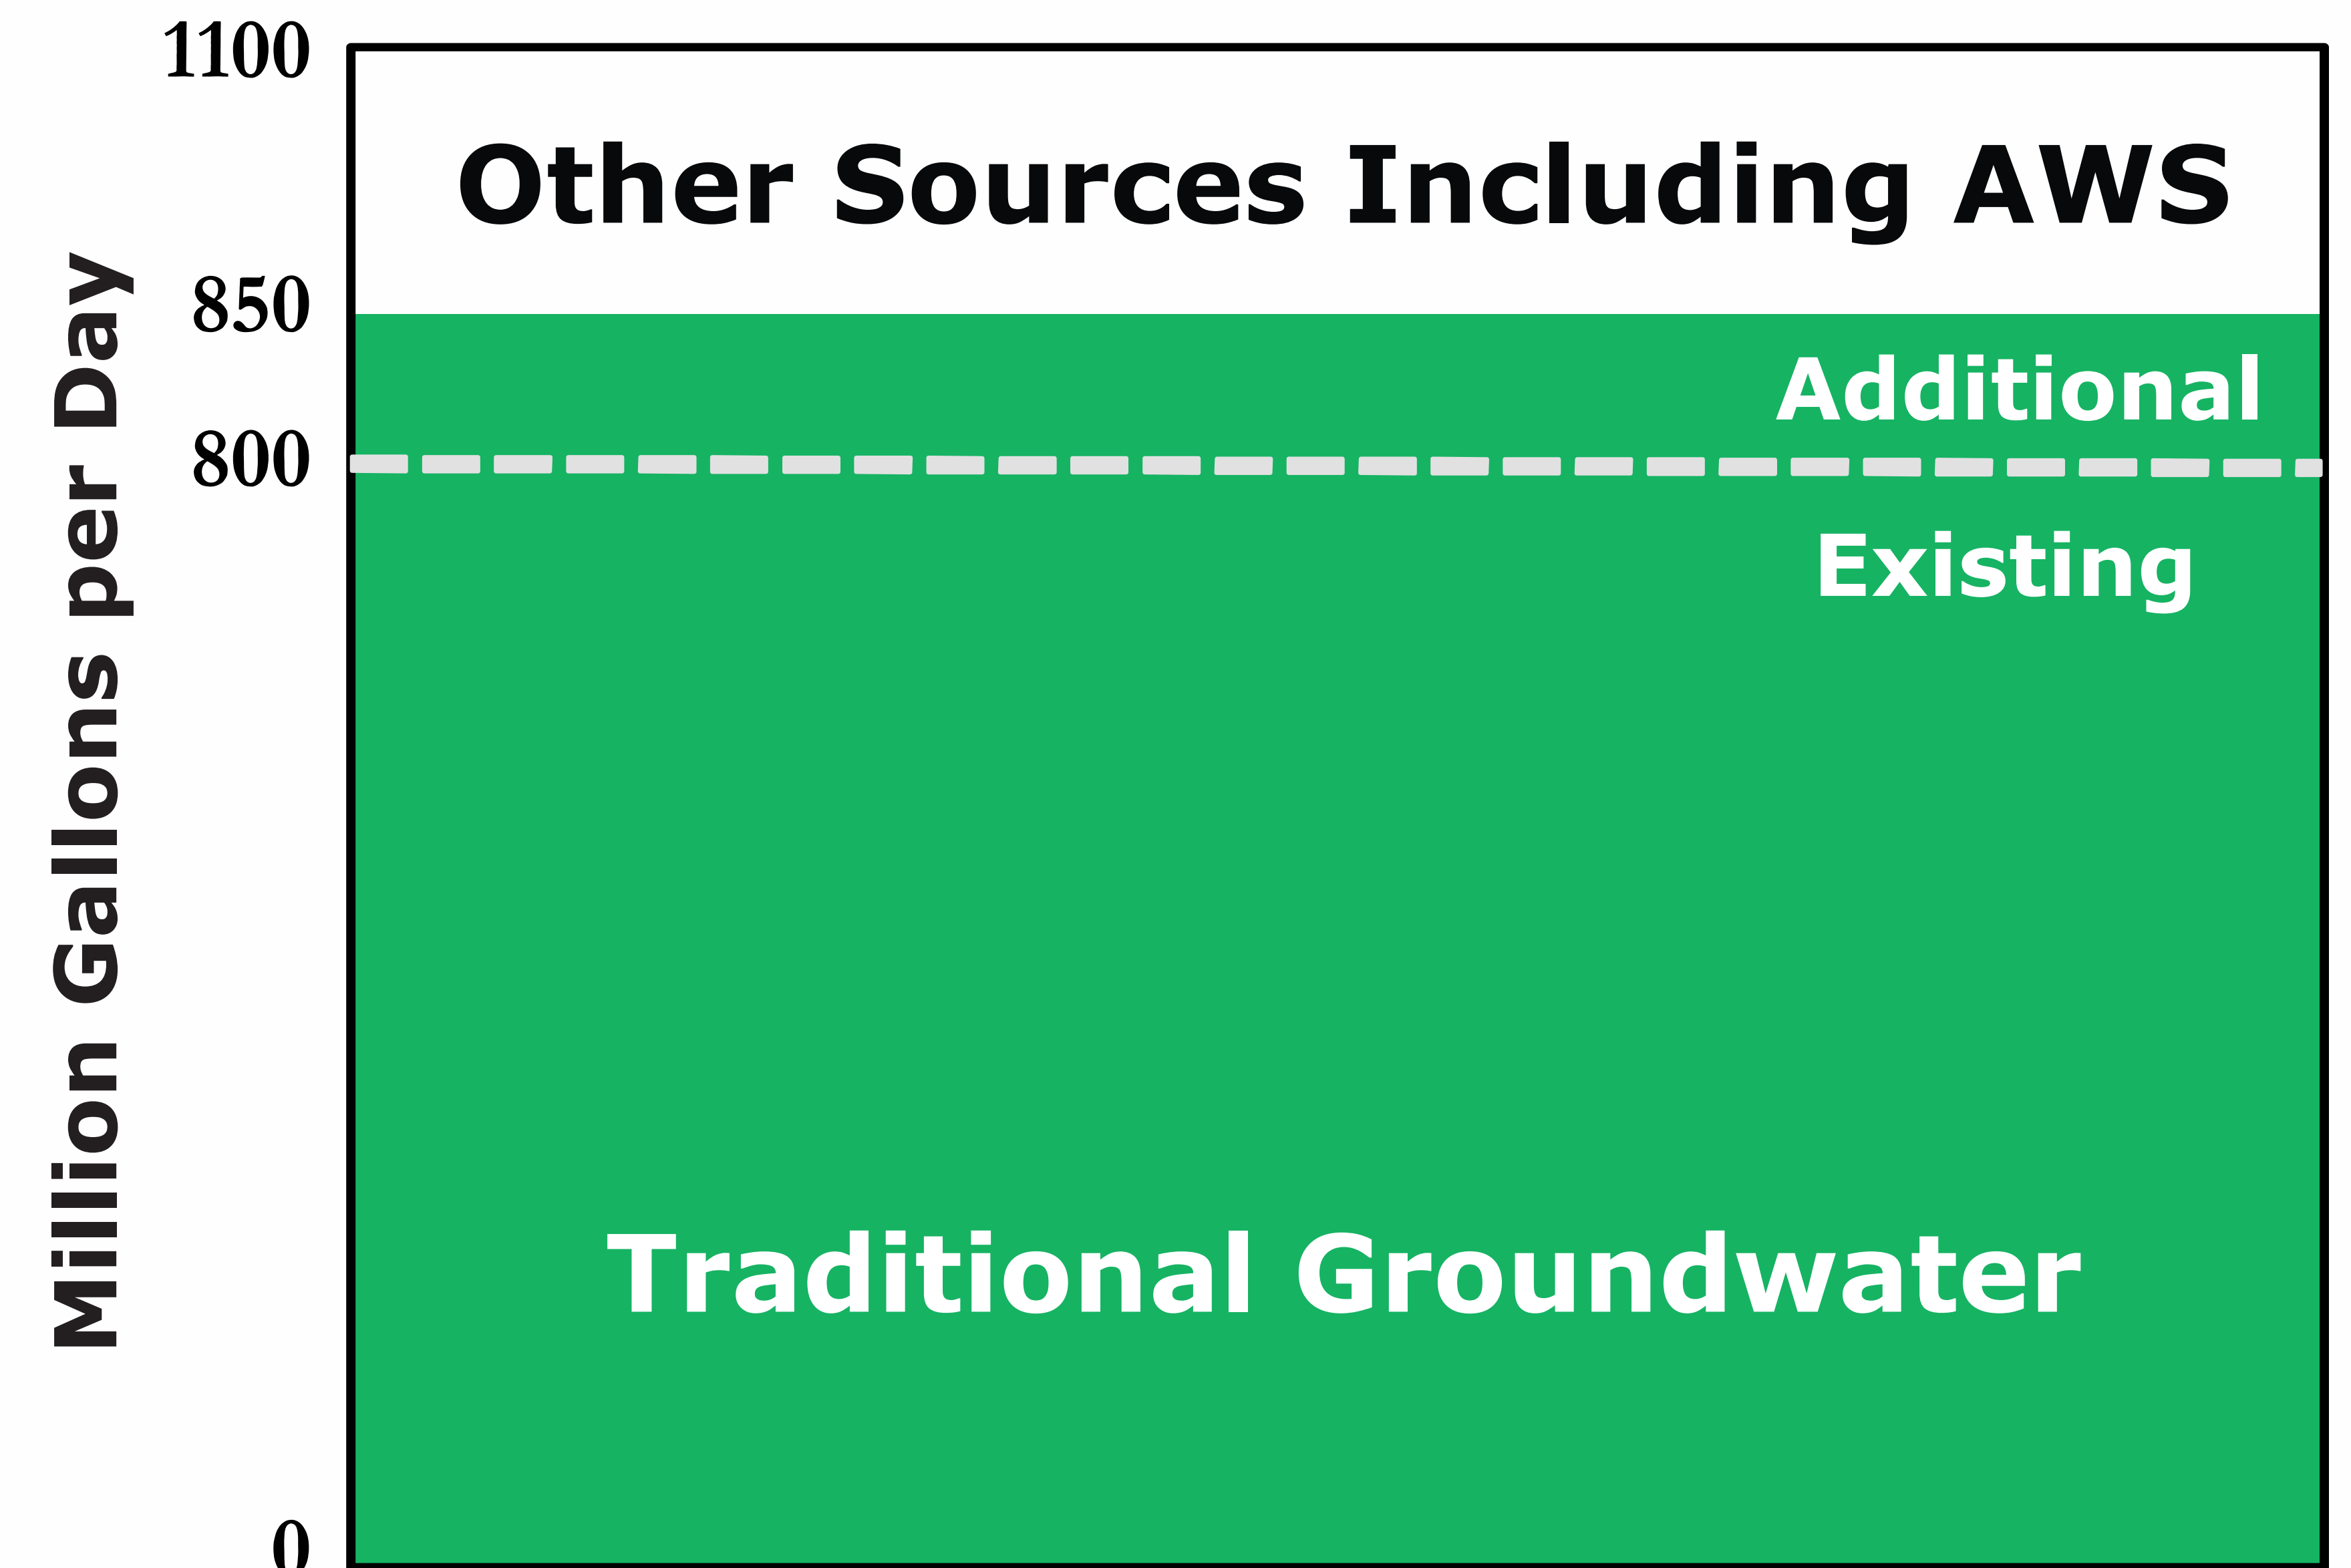 1100
Other Sources Including AWS
850
Additional
800
Existing
Million Gallons per Day
Traditional Groundwater
0